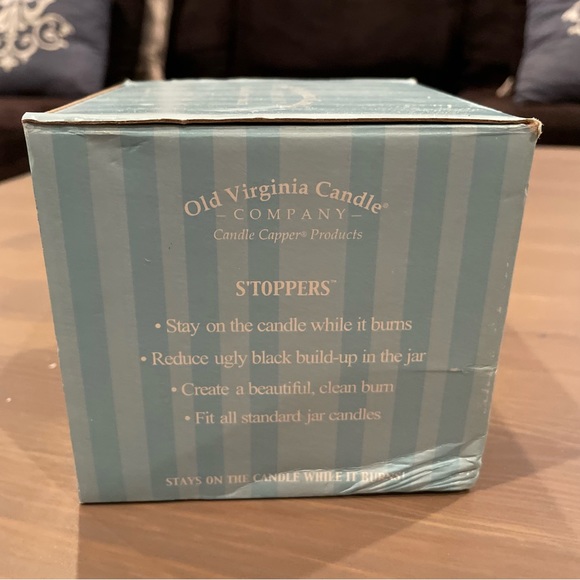 Old Virginia Candle®
- COMPANY -
Candle Capper® Products
S'TOPPERS™
• Stay on the candle while it burns
• Reduce ugly black build-up in the jar
• Create a beautiful, clean burn
• Fit all standard jar candles
STAYS ON THE CANDLE WHILE IT BURNS!